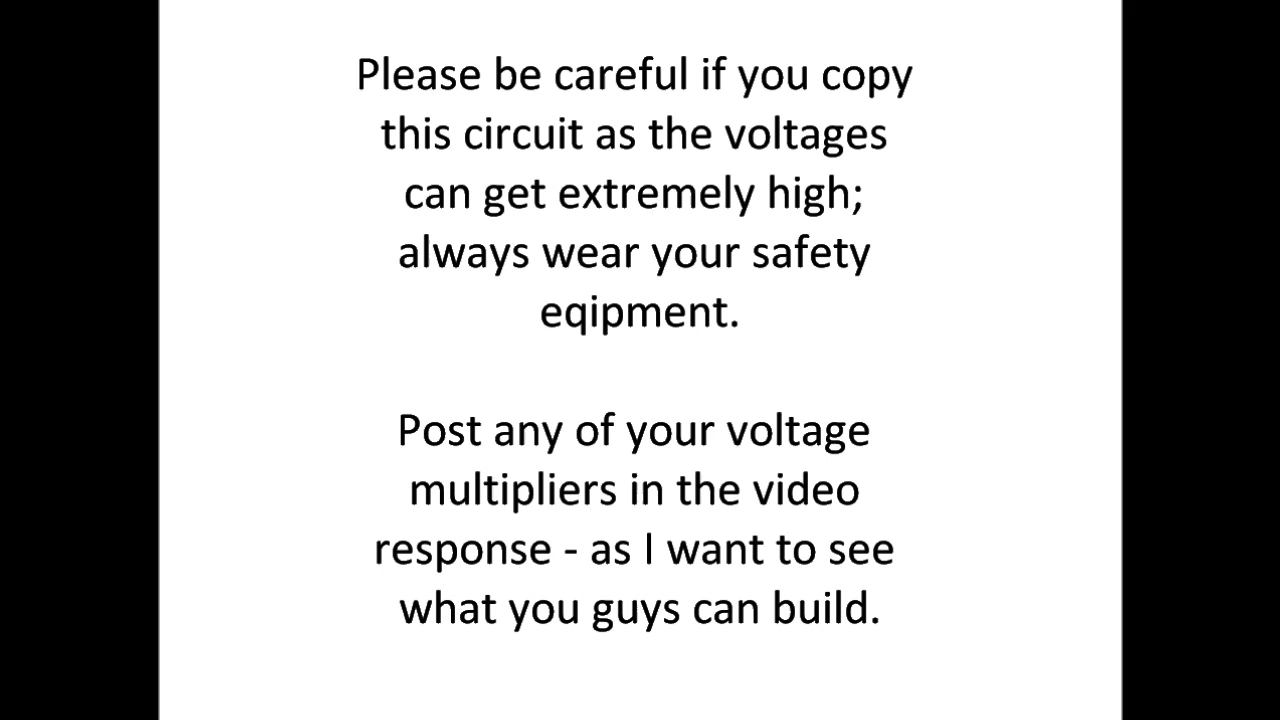 Please be careful if you copy
this circuit as the voltages
can get extremely high;
always wear your safety
eqipment.
Post any of your voltage
multipliers in the video
response - as I want to see
what you guys can build.